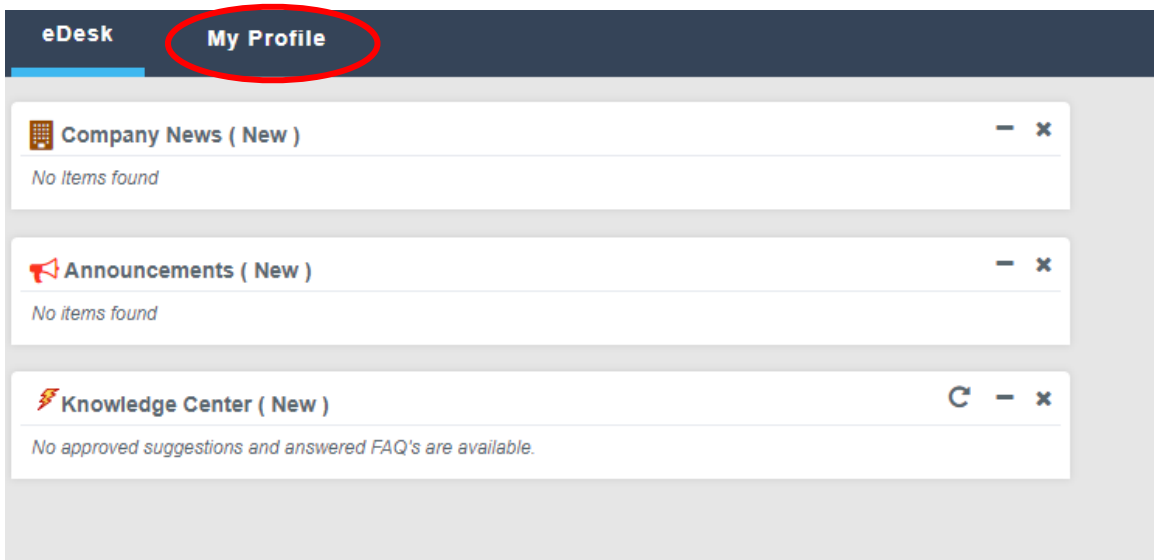 eDesk My Profile
Company News ( New )
No Items found
Announcements ( New )
No items found
Knowledge Center ( New )
No approved suggestions and answered FAQ's are available.